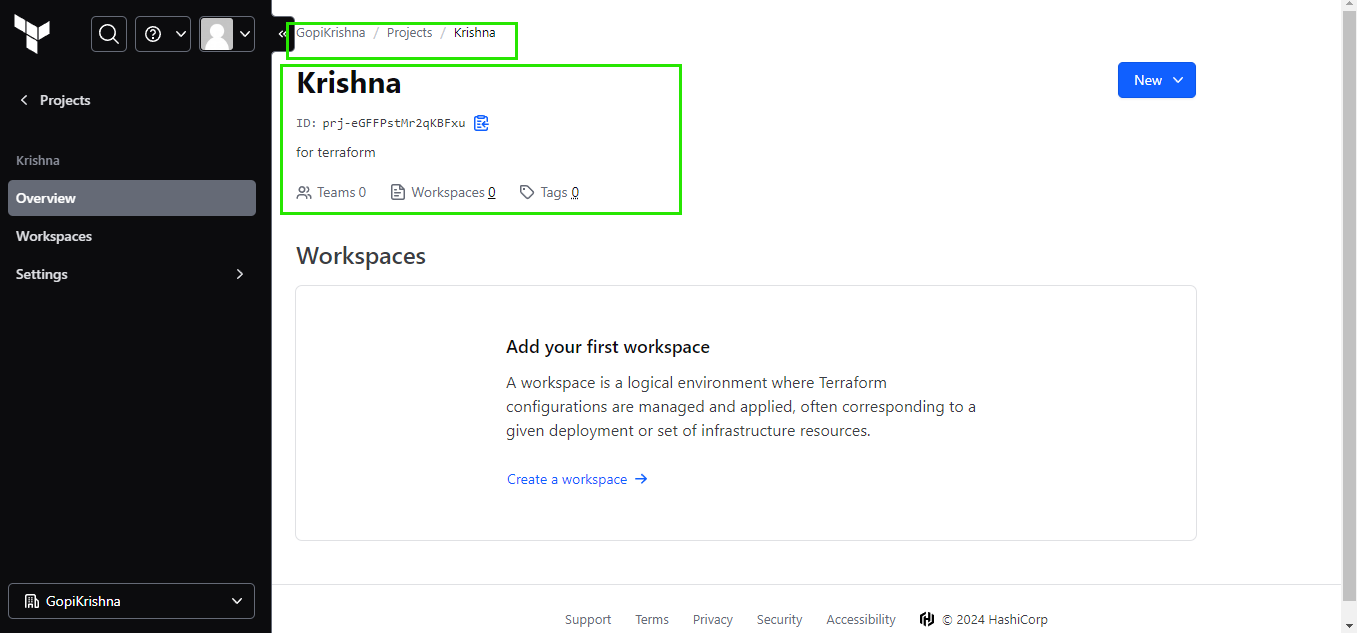 Projects
Krishna
Overview
Workspaces
Settings
GopiKrishna
GopiKrishna / Projects / Krishna
Krishna
New
ID: prj-eGFFPstMr2qKBFxu
for terraform
Teams 0 Workspaces 0 Tags 0
Workspaces
Add your first workspace
A workspace is a logical environment where Terraform
configurations are managed and applied, often corresponding to a
given deployment or set of infrastructure resources.
Create a workspace →
Support Terms Privacy Security Accessibility © 2024 HashiCorp